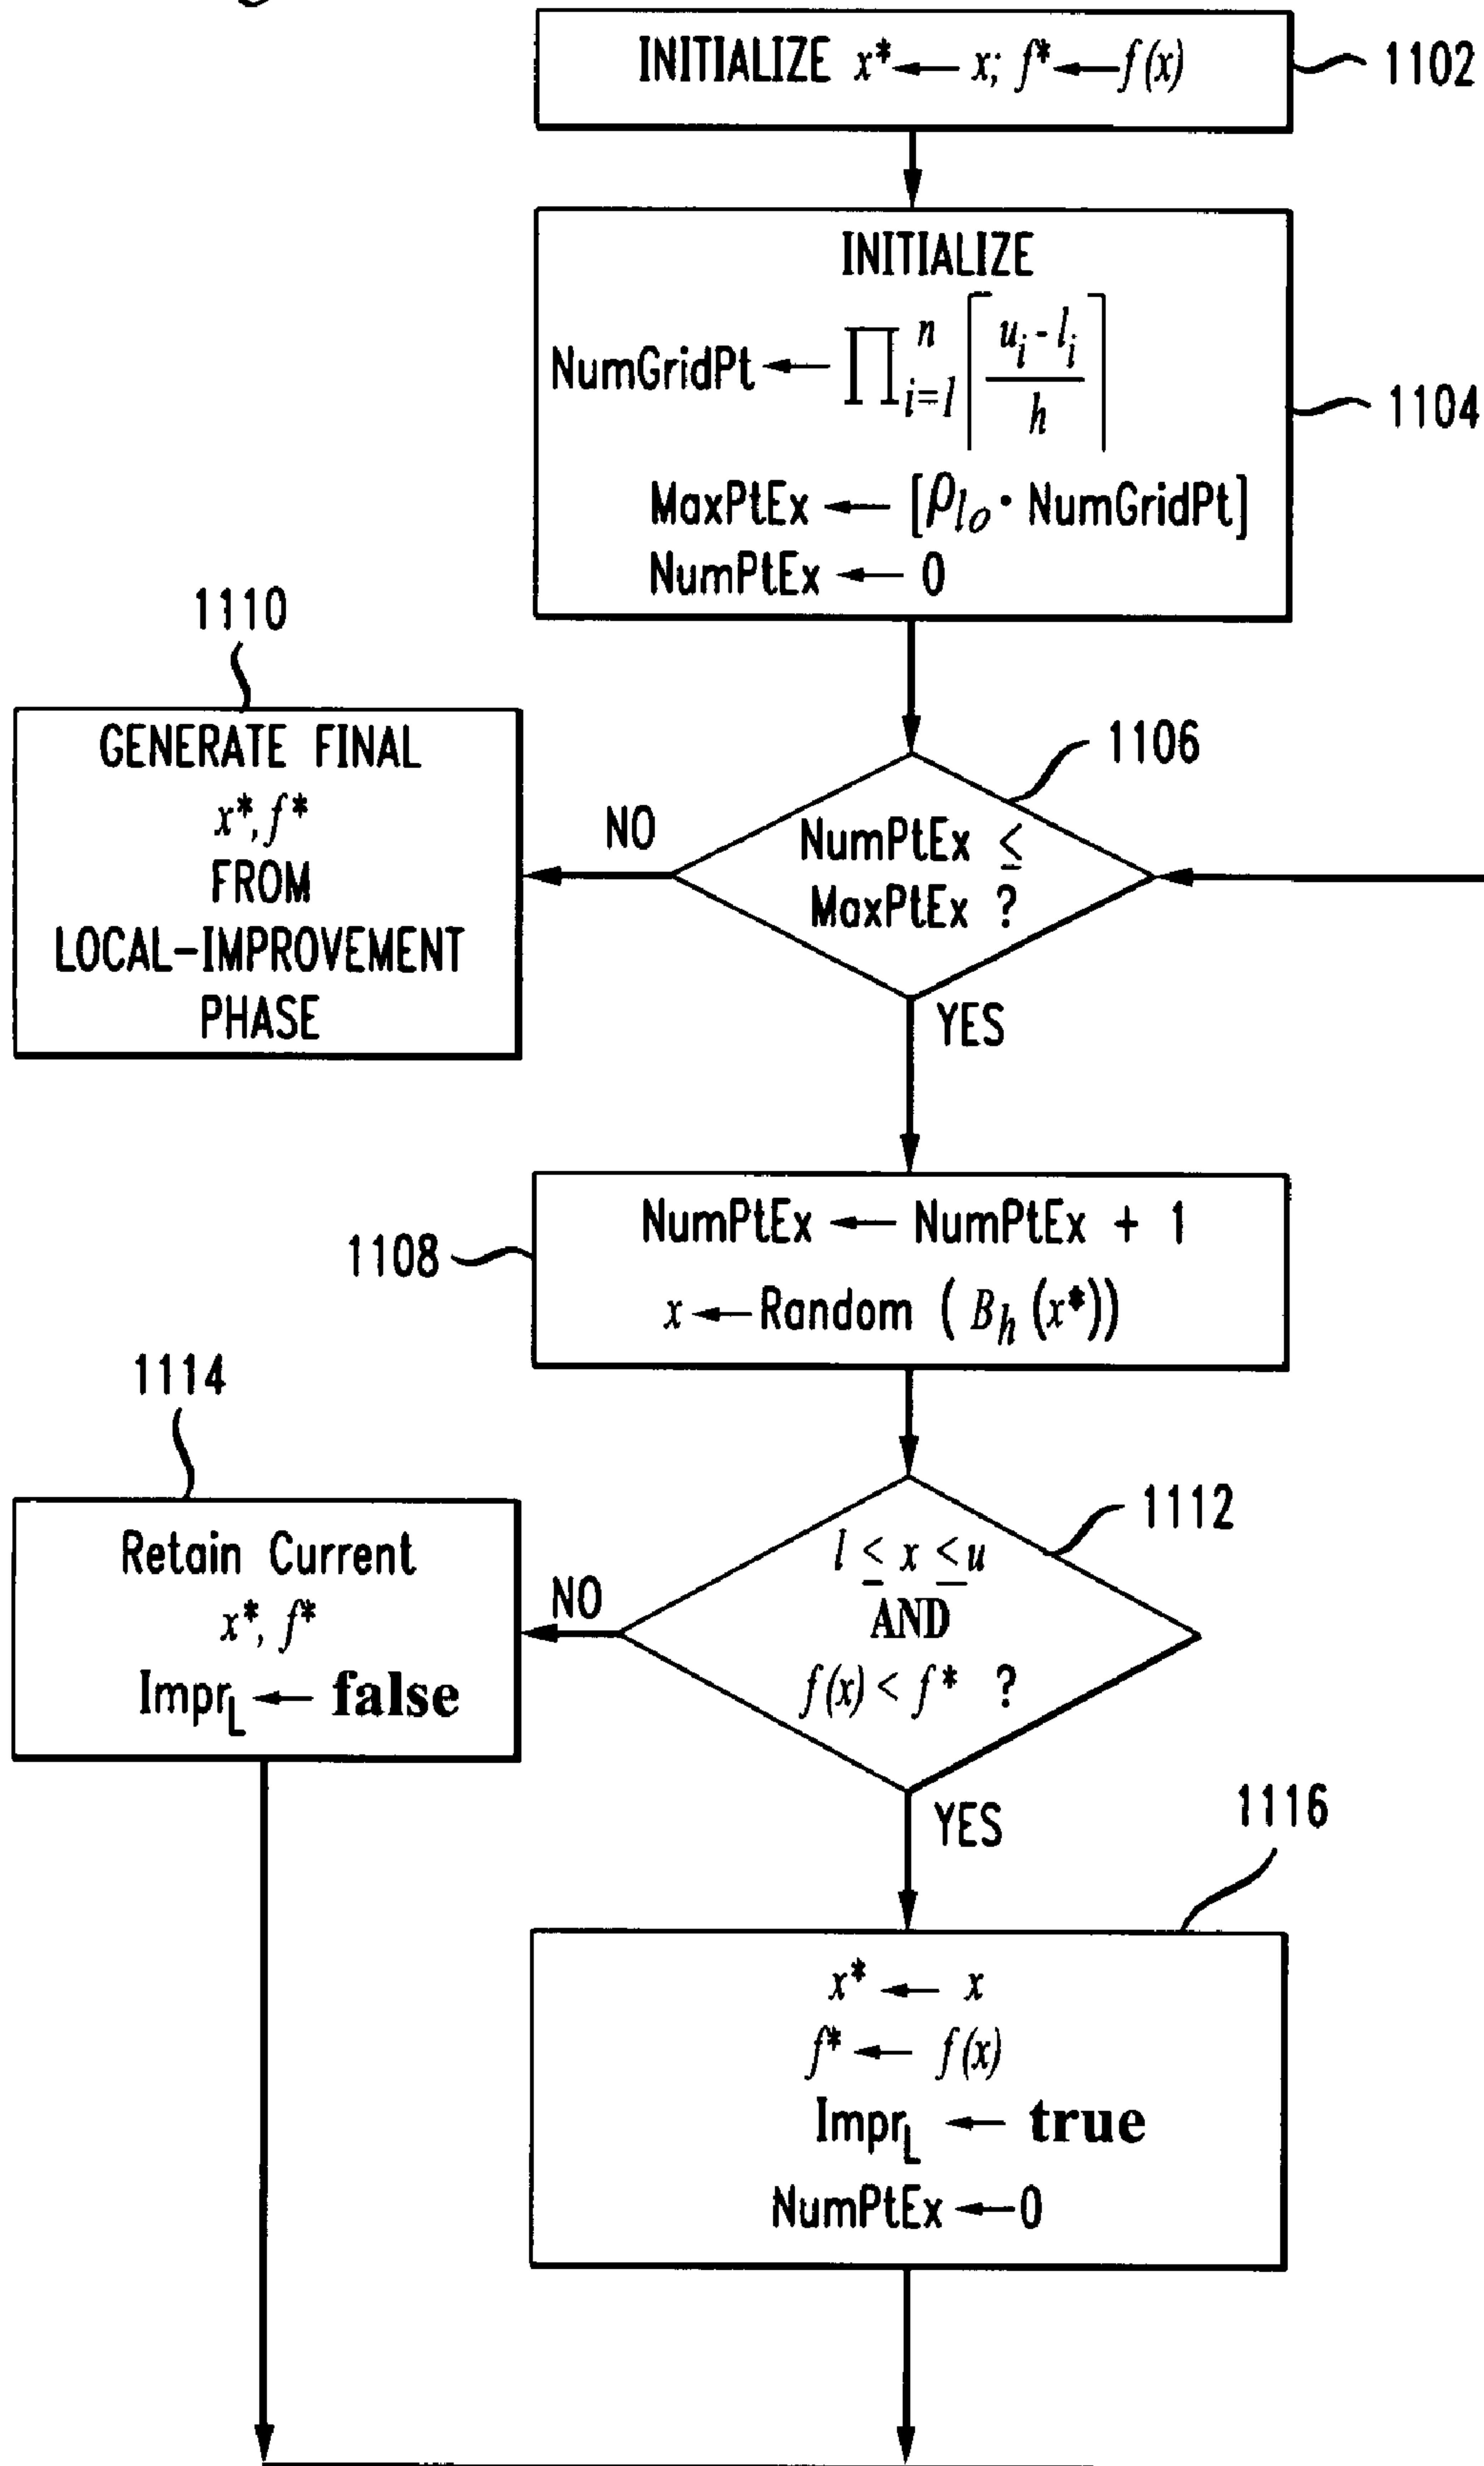 INITIALIZE x* ← x; f* ← f(x)
1102
INITIALIZE
NumGridPt ← ∏ⁿᵢ₌ₗ ⌈(uᵢ - lᵢ)/h⌉
1104
MaxPtEx ← [ρ_lo · NumGridPt]
NumPtEx ← 0
1110
GENERATE FINAL
x*, f*
FROM
LOCAL-IMPROVEMENT
PHASE
1106
NO
NumPtEx ≤
MaxPtEx ?
YES
NumPtEx ← NumPtEx + 1
1108
x ← Random (B_h(x*))
1114
Retain Current
x*, f*
Impr_L ← false
1112
NO
l ≤ x ≤ u
AND
f(x) < f* ?
YES
1116
x* ← x
f* ← f(x)
Impr_L ← true
NumPtEx ← 0